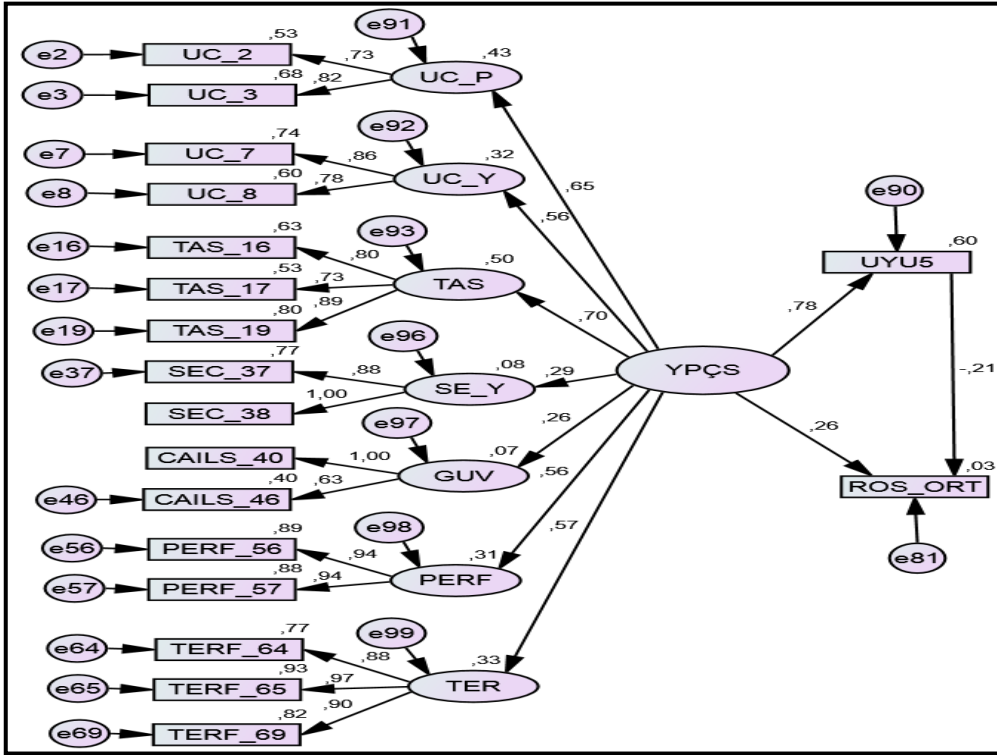 e91
,53
e2
UC_2
,73
,43
UC_P
,68
,82
e3
UC_3
e92
,74
e7
UC_7
,86
,32
UC_Y
,60
,78
e8
UC_8
,65
,56
e90
e93
,63
e16
TAS_16
,80
,50
,60
UYU5
,53
e17
TAS_17
,73
TAS
,89
,80
e19
TAS_19
,70
,78
e96
,77
e37
SEC_37
,88
,08
SE_Y
,29
YPÇS
-,21
1,00
SEC_38
e97
,26
,26
CAILS_40
1,00
,07
GUV
,03
,40
,63
e46
CAILS_46
,56
ROS_ORT
,57
e98
,89
e56
PERF_56
,94
,31
PERF
e81
,88
,94
e57
PERF_57
e99
,77
e64
TERF_64
,88
,33
,93
e65
TERF_65
,97
TER
,90
,82
e69
TERF_69